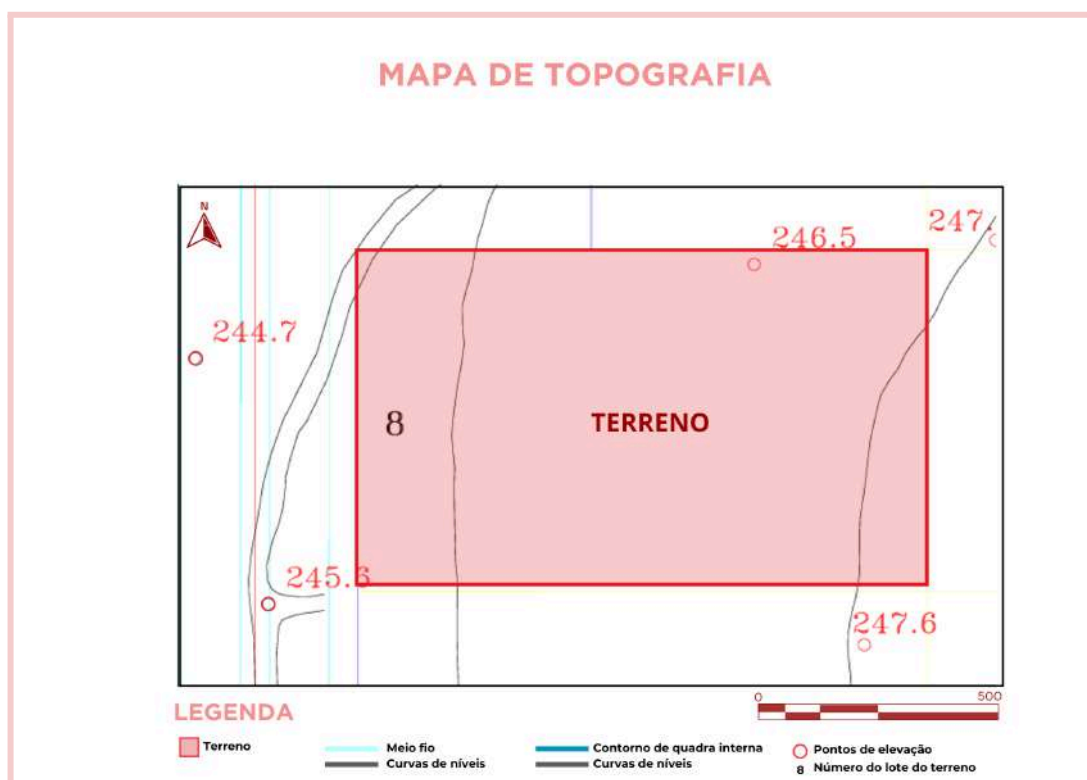 MAPA DE TOPOGRAFIA
N
246.5
247.
244.7
8
TERRENO
245.6
247.6
LEGENDA
0 500
Terreno
Meio fio
Contorno de quadra interna
Pontos de elevação
Curvas de níveis
Curvas de níveis
8 Número do lote do terreno